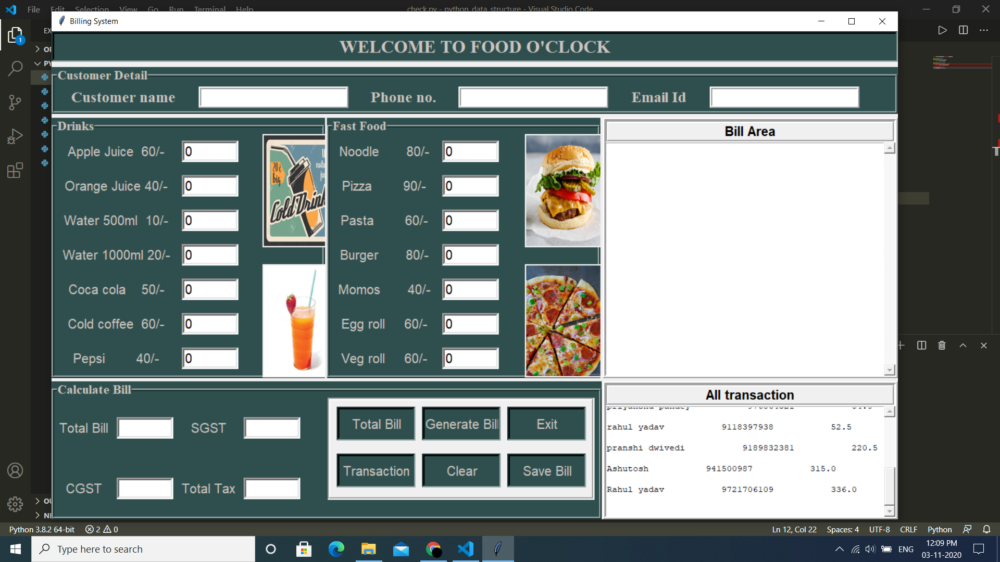 File Edit Selection View Go Run Terminal Help check.py - python_data_structure - Visual Studio Code
Billing System
1
WELCOME TO FOOD O'CLOCK
Customer Detail
Customer name Phone no. Email Id
Drinks
Apple Juice 60/- 0
Orange Juice 40/- 0
Water 500ml 10/- 0
Water 1000ml 20/- 0
Coca cola 50/- 0
Cold coffee 60/- 0
Pepsi 40/- 0
20¢
big
Cold Drink
Fast Food
Noodle 80/- 0
Pizza 90/- 0
Pasta 60/- 0
Burger 80/- 0
Momos 40/- 0
Egg roll 60/- 0
Veg roll 60/- 0
Bill Area
Calculate Bill
Total Bill SGST
CGST Total Tax
Total Bill Generate Bill Exit
Transaction Clear Save Bill
All transaction
rahul yadav 9118397938 52.5
pranshi dwivedi 9189832381 220.5
Ashutosh 941500987 315.0
Rahul yadav 9721706109 336.0
Python 3.8.2 64-bit 2 0 Ln 12, Col 22 Spaces: 4 UTF-8 CRLF Python
Type here to search ENG 12:09 PM
03-11-2020